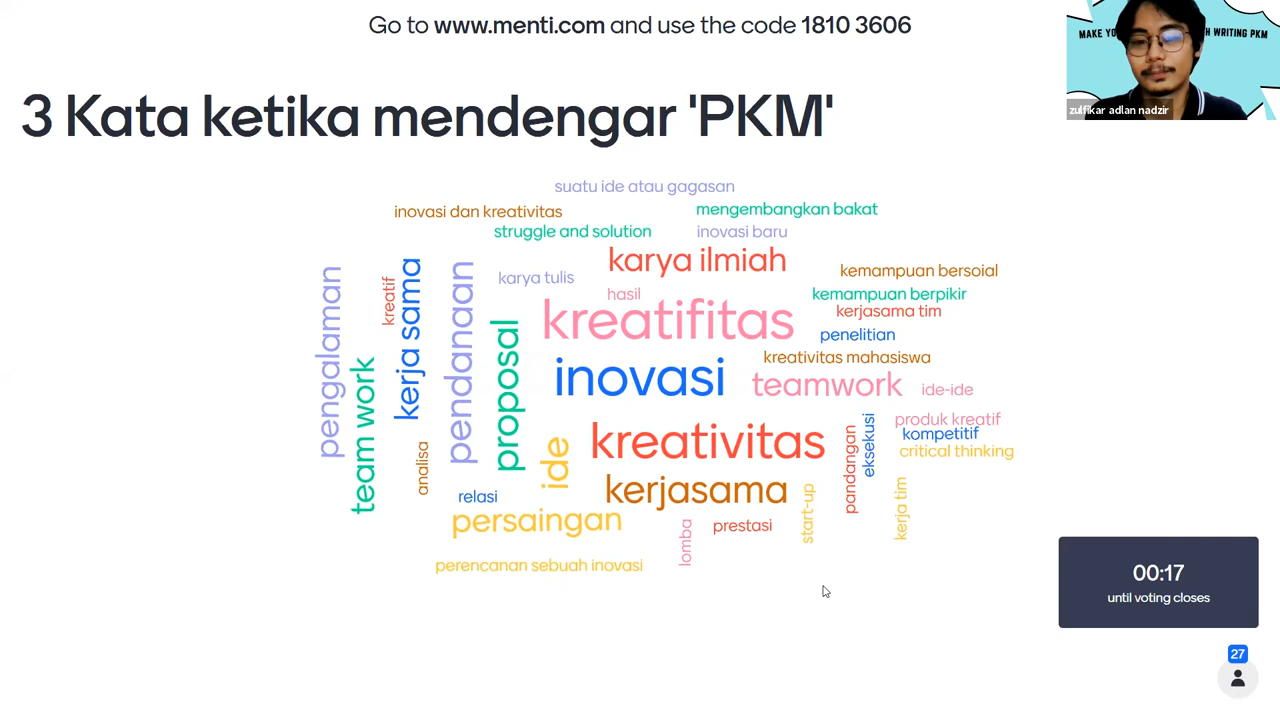 Go to www.menti.com and use the code 1810 3606
MAKE YO
H WRITING PKM
zulfikar adlan nadzir
3 Kata ketika mendengar 'PKM'
suatu ide atau gagasan
inovasi dan kreativitas
mengembangkan bakat
struggle and solution
inovasi baru
karya ilmiah
kemampuan bersoial
karya tulis
hasil
kemampuan berpikir
kreatif
kerja sama
pengalaman
pendanaan
kreatifitas
kerjasama tim
penelitian
proposal
kreativitas mahasiswa
team work
inovasi
teamwork
ide-ide
produk kreatif
kompetitif
critical thinking
eksekusi
pandangan
kreativitas
ide
analisa
relasi
kerjasama
persaingan
lomba
prestasi
start-up
kerja tim
perencanan sebuah inovasi
00:17
until voting closes
27